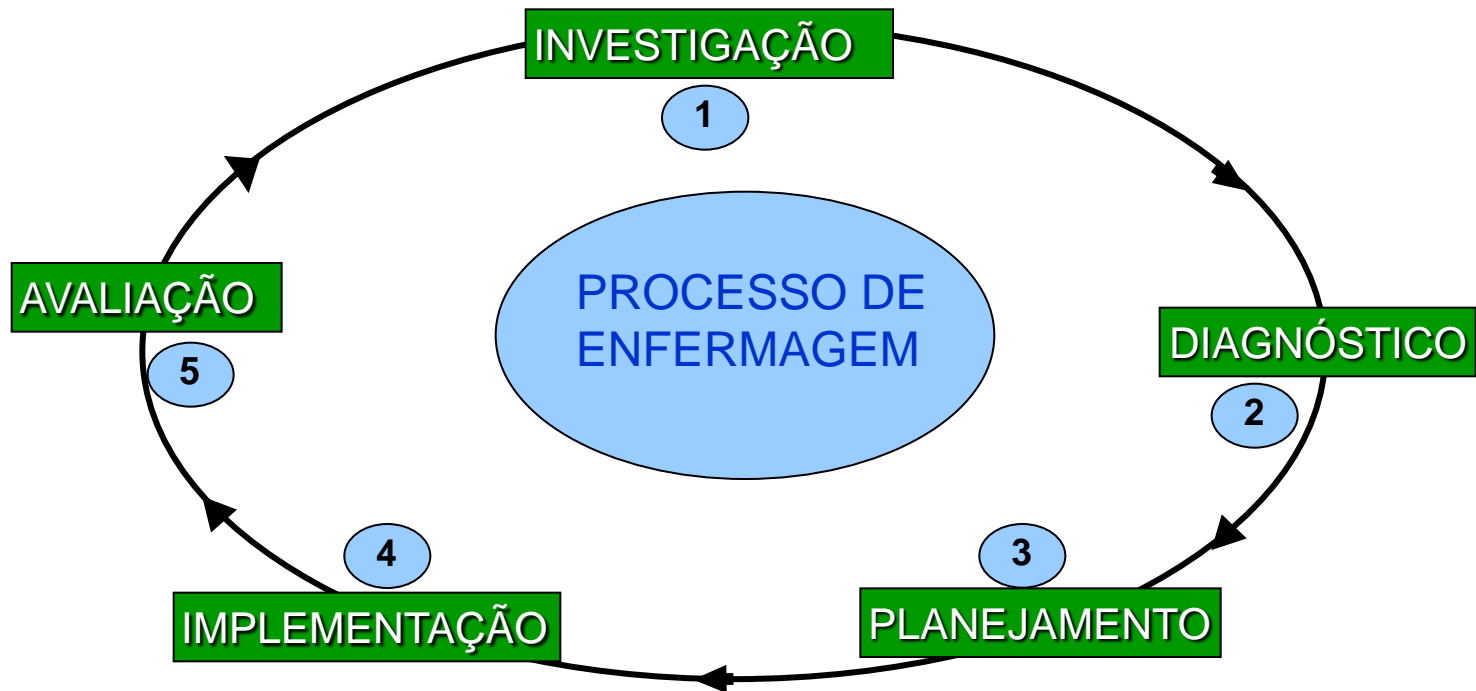 INVESTIGAÇÃO
1
PROCESSO DE
ENFERMAGEM
AVALIAÇÃO
5
DIAGNÓSTICO
2
4
3
IMPLEMENTAÇÃO
PLANEJAMENTO